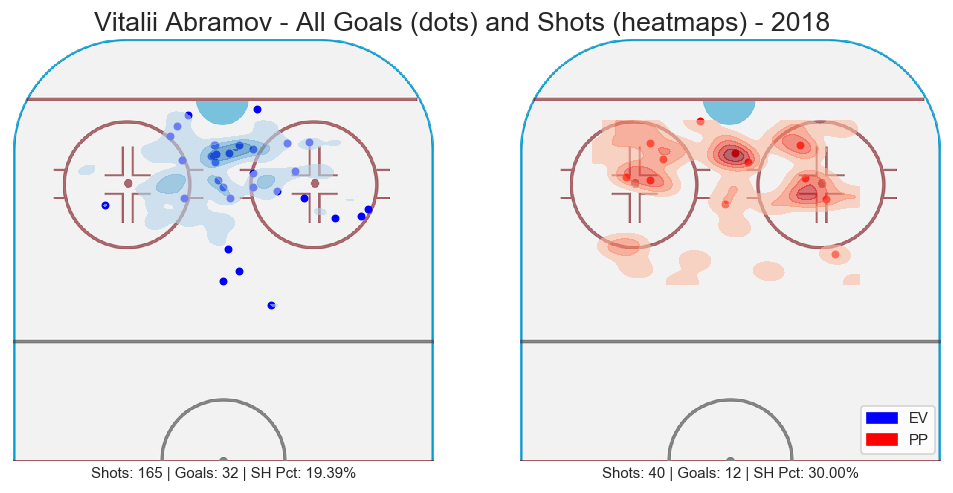 Vitalii Abramov - All Goals (dots) and Shots (heatmaps) - 2018
EV
PP
Shots: 165 | Goals: 32 | SH Pct: 19.39%
Shots: 40 | Goals: 12 | SH Pct: 30.00%